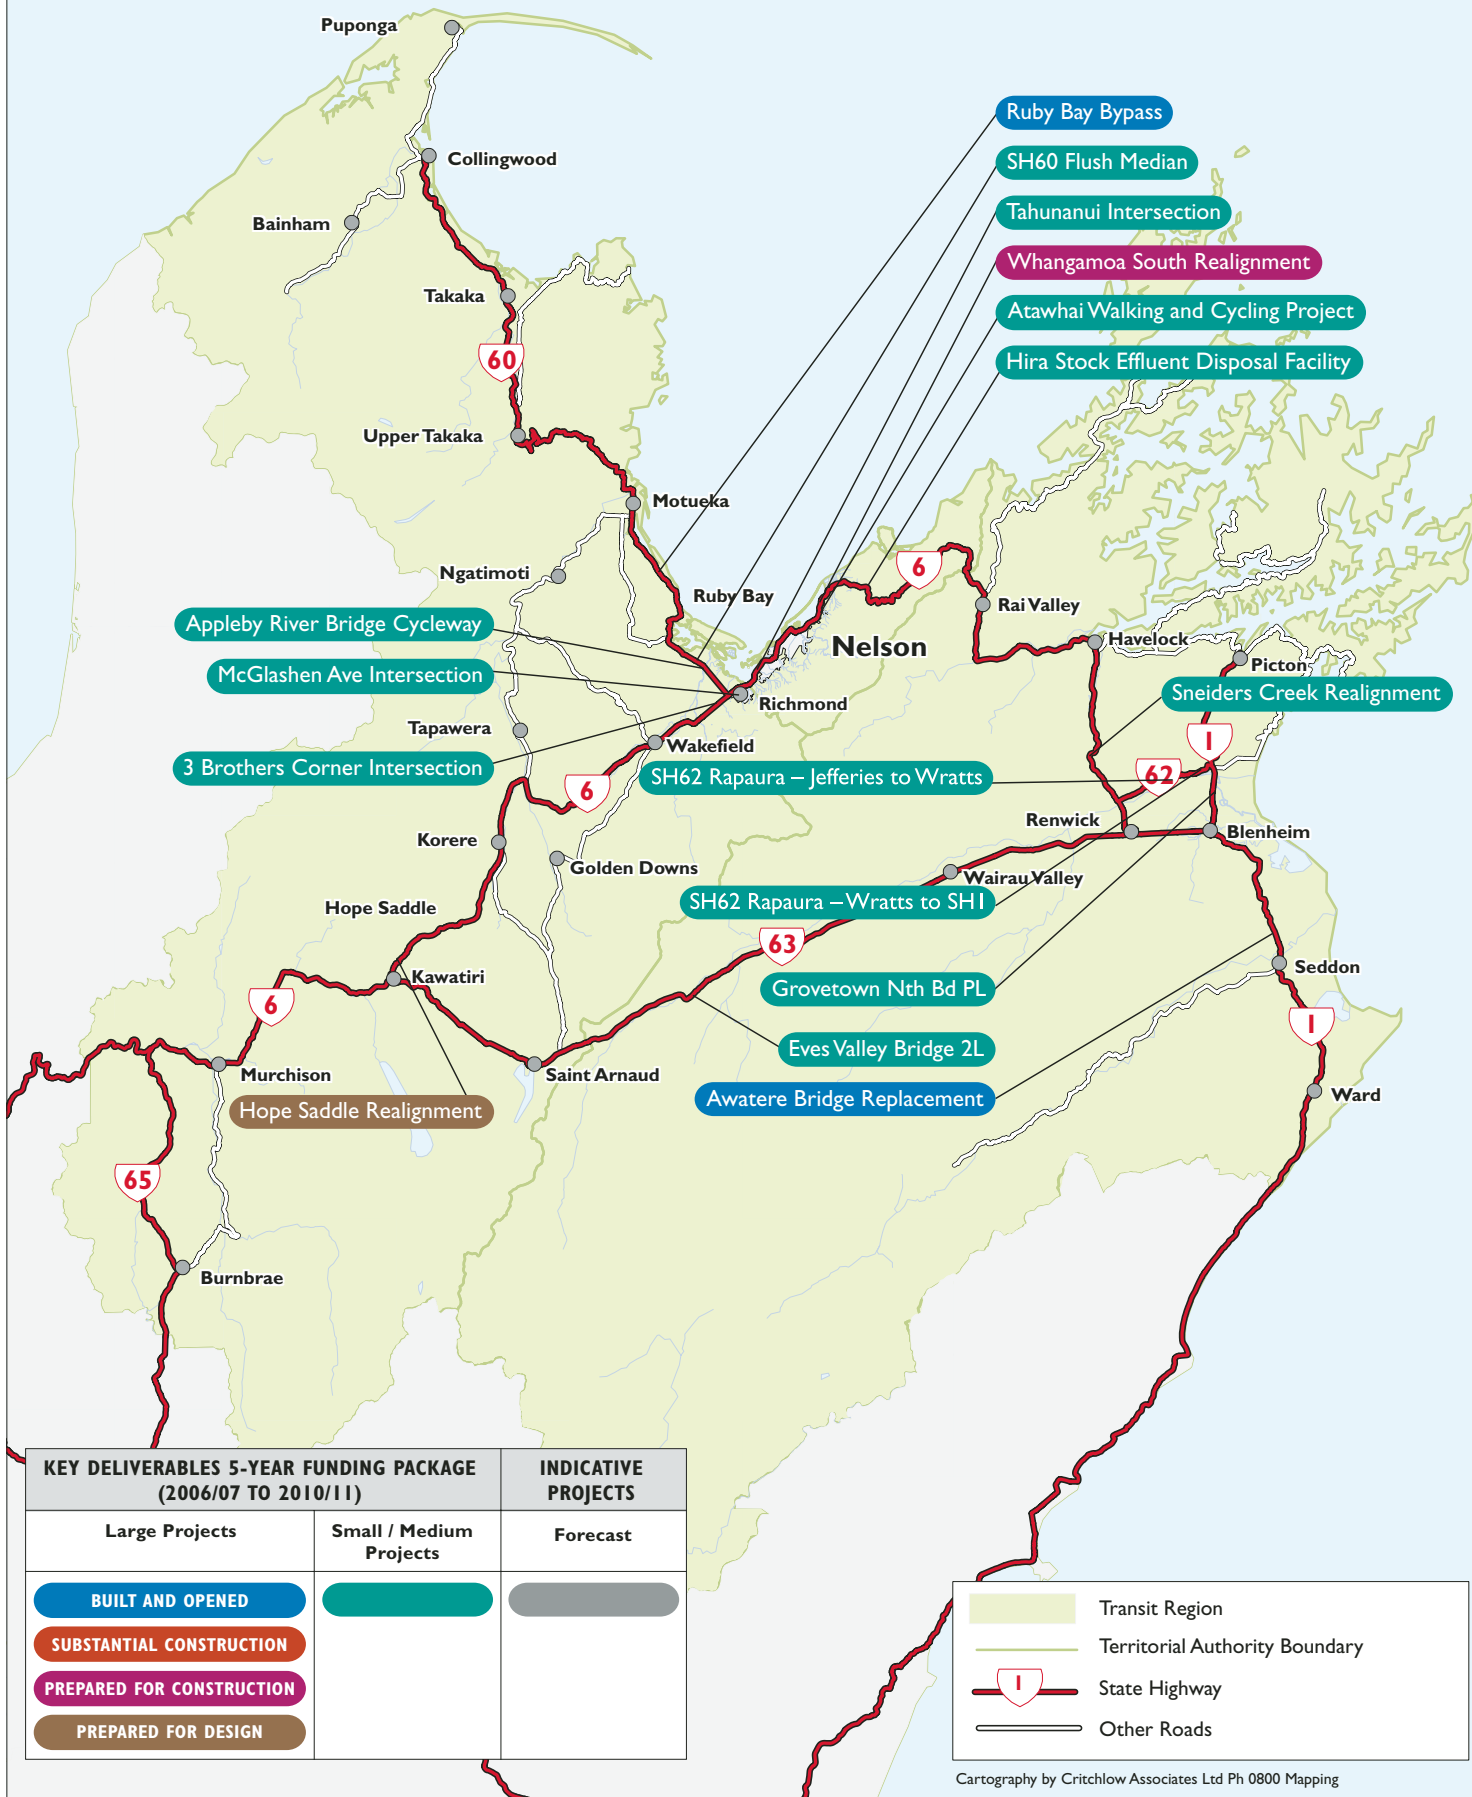 Puponga
Collingwood
Bainham
Takaka
60
Upper Takaka
Motueka
Ngatimoti
Ruby Bay
Ruby Bay Bypass
SH60 Flush Median
Tahunanui Intersection
Whangamoa South Realignment
Atawhai Walking and Cycling Project
Hira Stock Effluent Disposal Facility
6
Rai Valley
Nelson
Havelock
Picton
Appleby River Bridge Cycleway
McGlashen Ave Intersection
Richmond
Sneiders Creek Realignment
Tapawera
Wakefield
1
3 Brothers Corner Intersection
6
SH62 Rapaura – Jefferies to Wratts
62
Renwick
Blenheim
Korere
Golden Downs
Wairau Valley
Hope Saddle
SH62 Rapaura – Wratts to SH1
63
Kawatiri
Seddon
Grovetown Nth Bd PL
6
1
Eves Valley Bridge 2L
Murchison
Saint Arnaud
Ward
Hope Saddle Realignment
Awatere Bridge Replacement
65
Burnbrae
KEY DELIVERABLES 5-YEAR FUNDING PACKAGE
(2006/07 TO 2010/11)
INDICATIVE
PROJECTS
Large Projects
Small / Medium
Projects
Forecast
BUILT AND OPENED
SUBSTANTIAL CONSTRUCTION
PREPARED FOR CONSTRUCTION
PREPARED FOR DESIGN
Transit Region
Territorial Authority Boundary
1
State Highway
Other Roads
Cartography by Critchlow Associates Ltd Ph 0800 Mapping